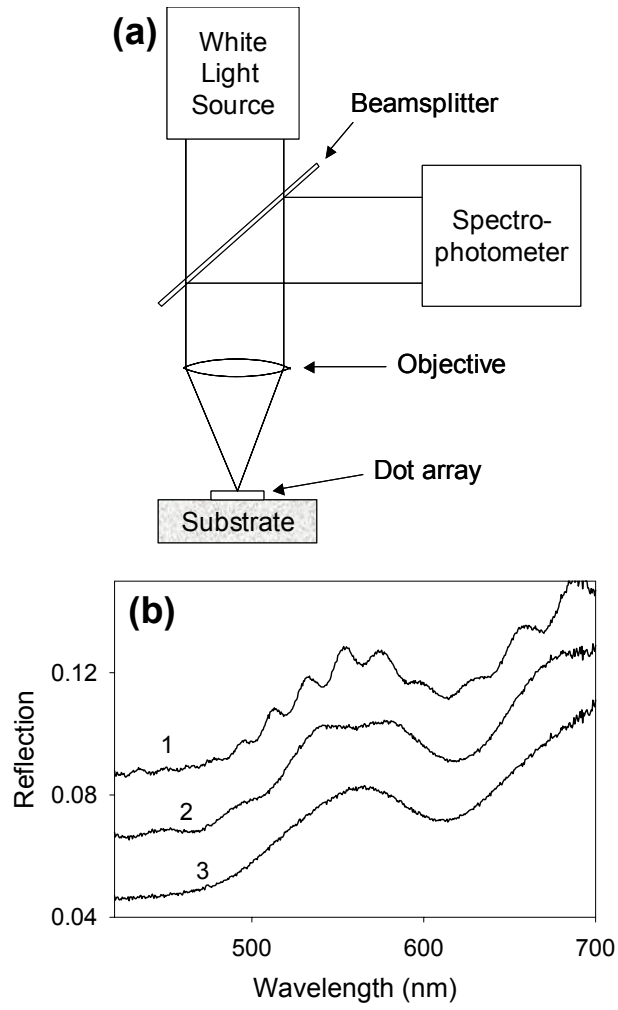 (a)
White
Light
Source
Beamsplitter
Spectro-
photometer
Objective
Dot array
Substrate
(b)
0.12
0.08
0.04
Reflection
1
2
3
500
600
700
Wavelength (nm)